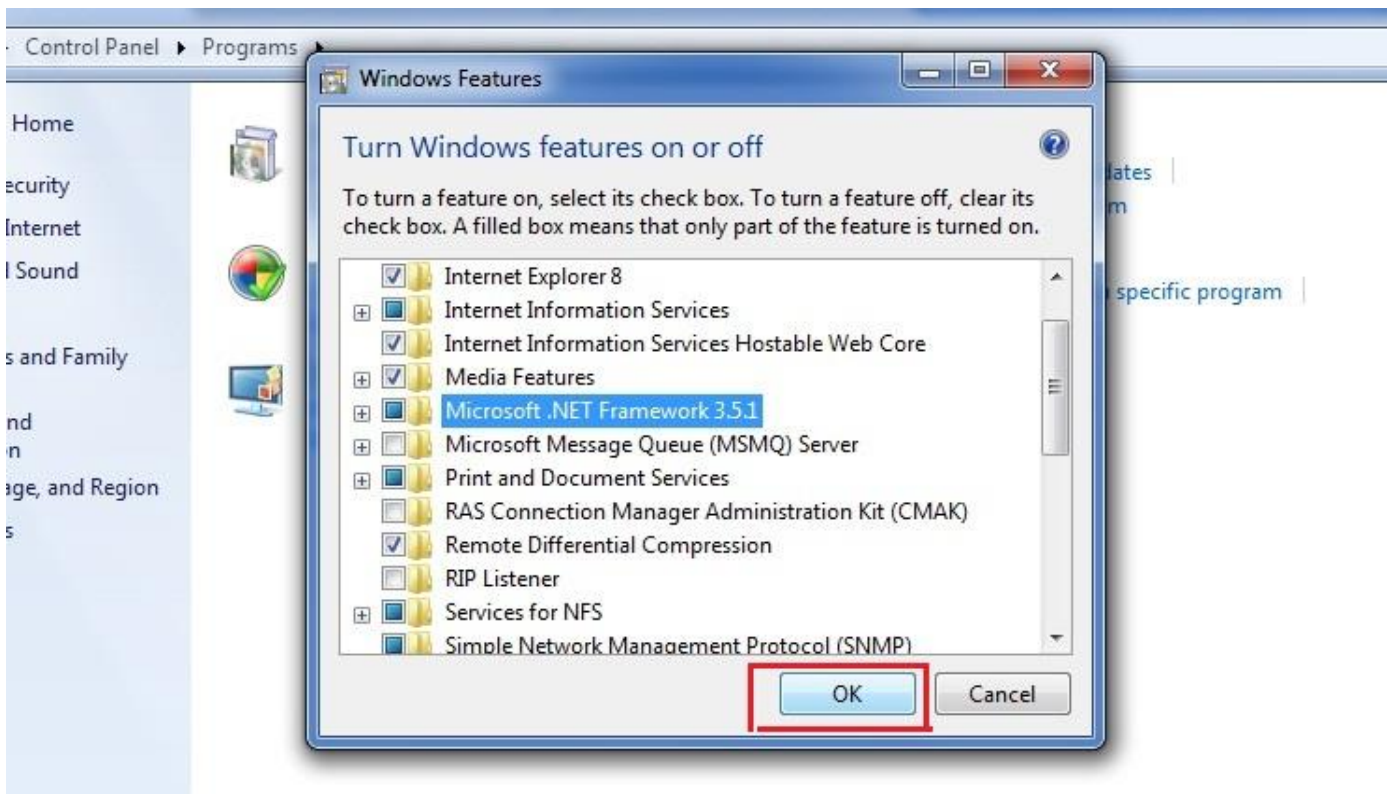 Control Panel Programs
Windows Features
Home
ecurity
Internet
Sound
s and Family
nd
n
age, and Region
s
Turn Windows features on or off
To turn a feature on, select its check box. To turn a feature off, clear its
check box. A filled box means that only part of the feature is turned on.
Internet Explorer 8
Internet Information Services
Internet Information Services Hostable Web Core
Media Features
Microsoft .NET Framework 3.5.1
Microsoft Message Queue (MSMQ) Server
Print and Document Services
RAS Connection Manager Administration Kit (CMAK)
Remote Differential Compression
RIP Listener
Services for NFS
Simple Network Management Protocol (SNMP)
OK Cancel
dates
m
specific program